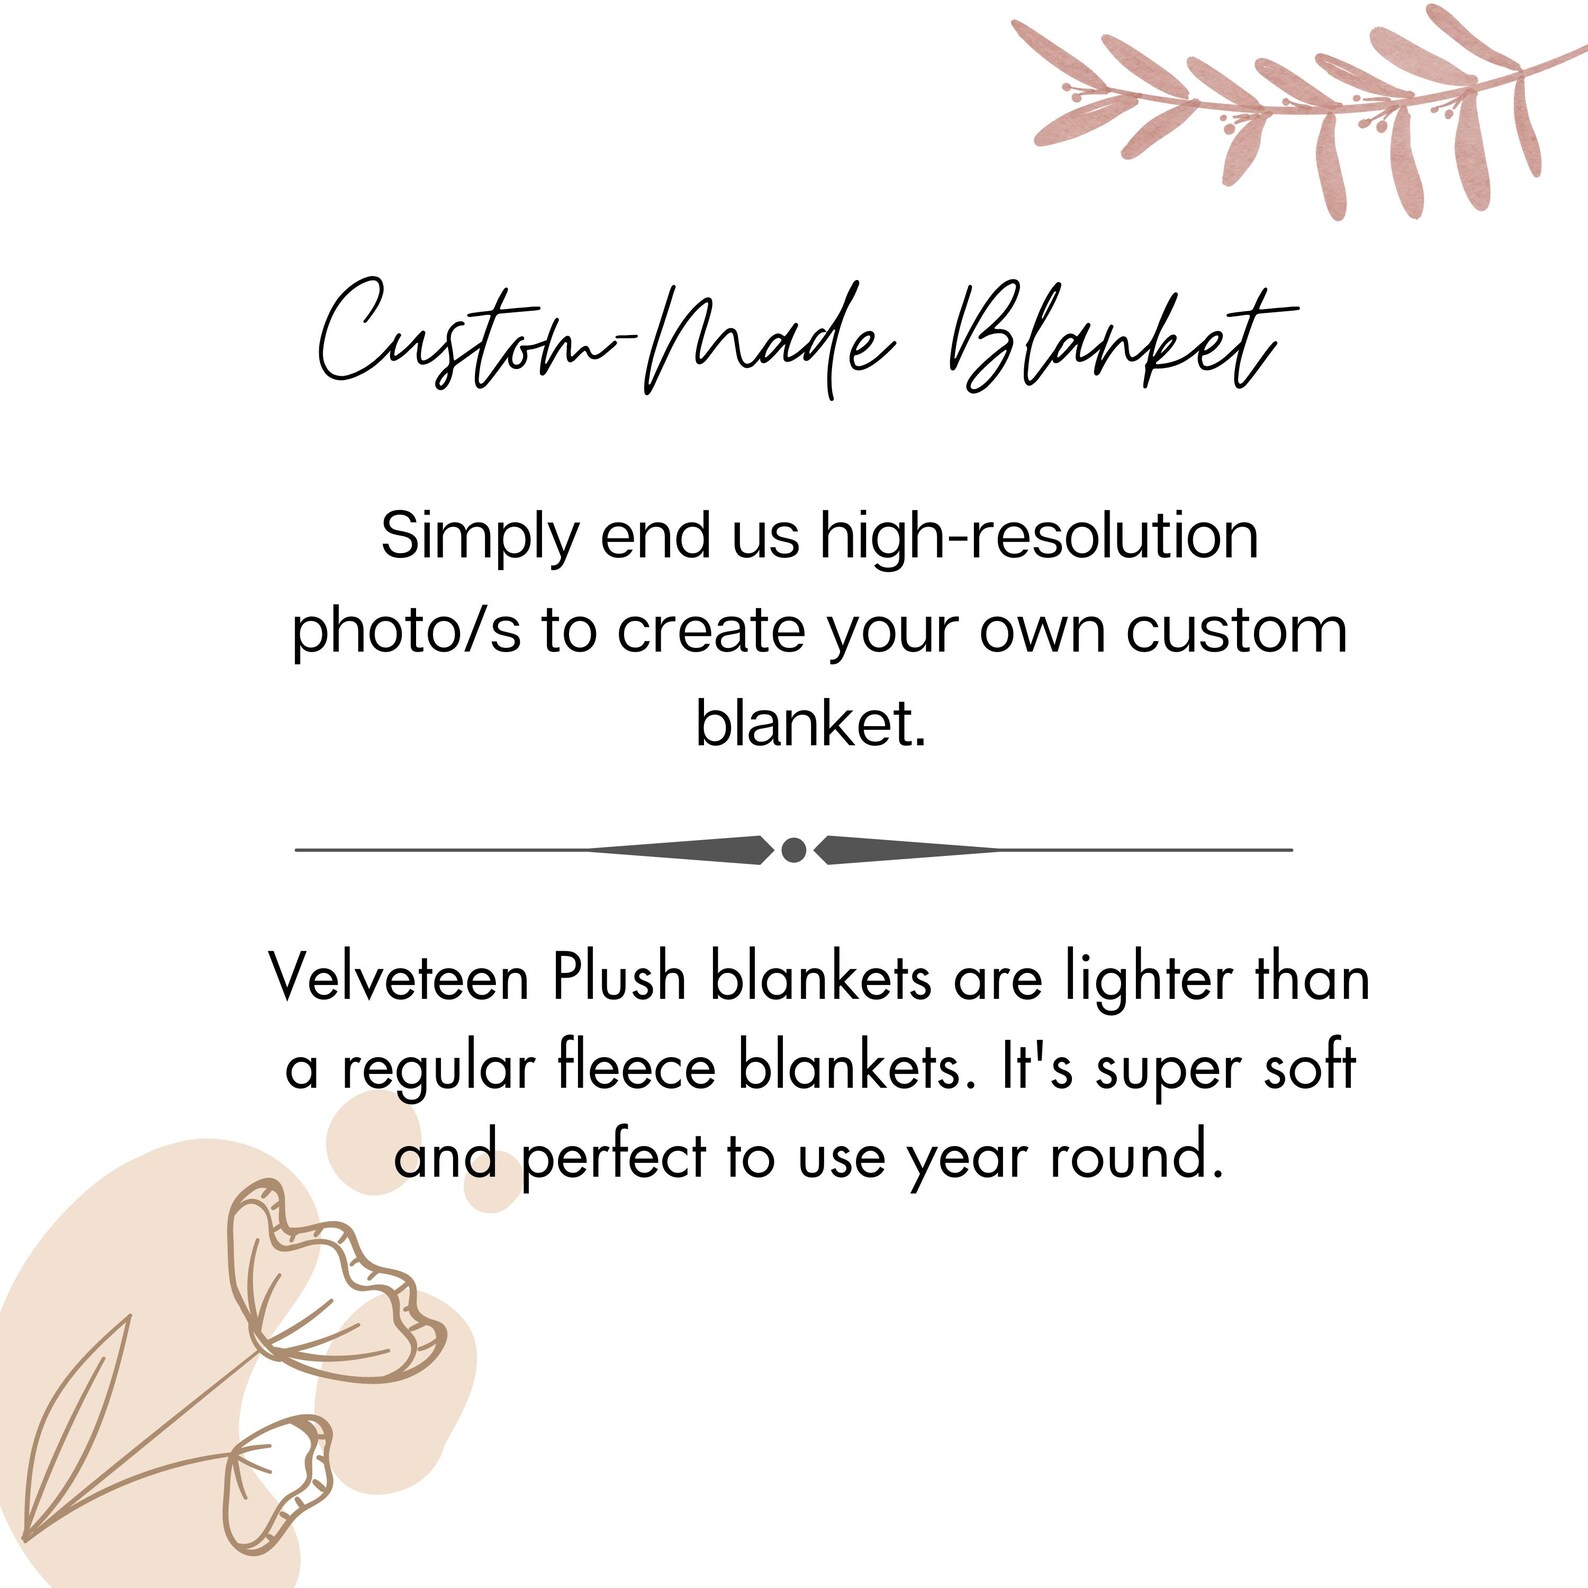 Custom-Made Blanket
Simply end us high-resolution
photo/s to create your own custom
blanket.
Velveteen Plush blankets are lighter than
a regular fleece blankets. It's super soft
and perfect to use year round.